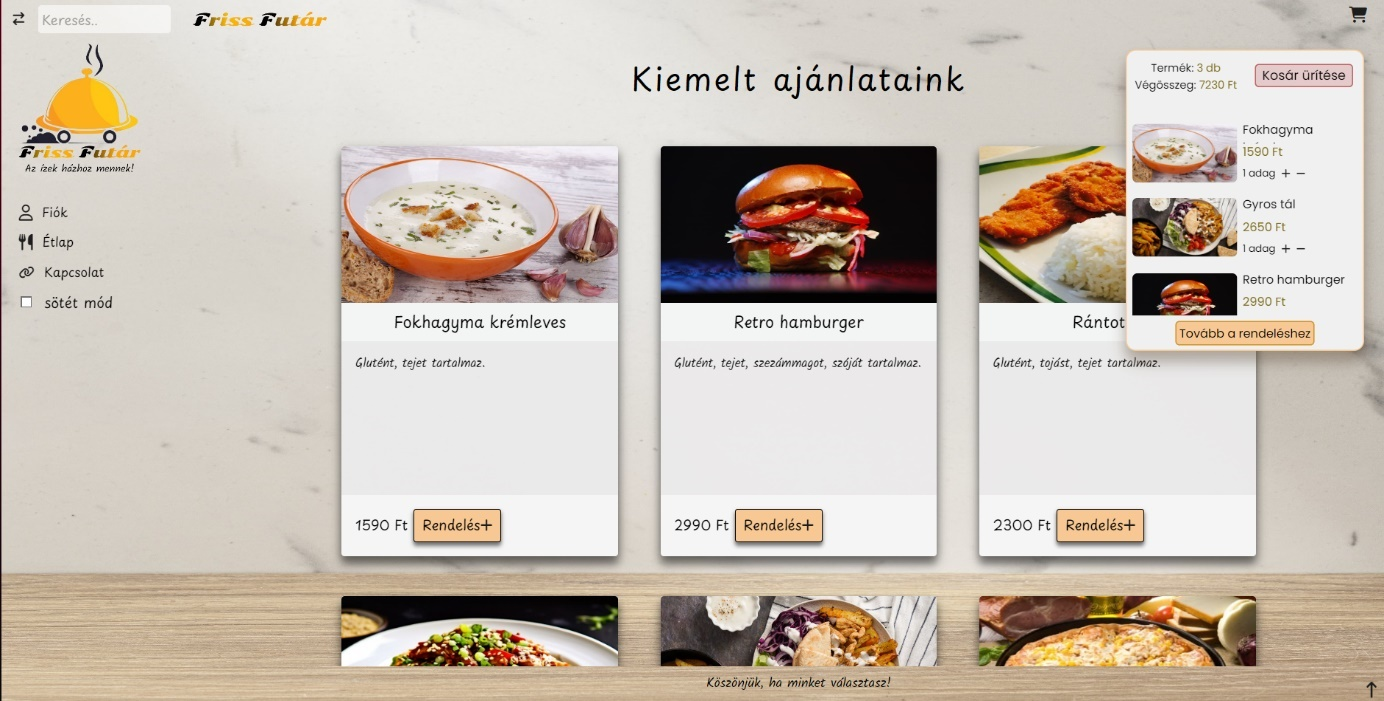 Keresés..
Friss Futár
Friss Futár
Az ízek házhoz mennek!
Fiók
Étlap
Kapcsolat
sötét mód
Kiemelt ajánlataink
Fokhagyma krémleves
Glutént, tejet tartalmaz.
1590 Ft Rendelés+
Retro hamburger
Glutént, tejet, szezámmagot, szóját tartalmaz.
2990 Ft Rendelés+
Rántot
Glutént, tojást, tejet tartalmaz.
2300 Ft Rendelés+
Termék: 3 db
Végösszeg: 7230 Ft
Kosár ürítése
Fokhagyma
1590 Ft
1 adag + −
Gyros tál
2650 Ft
1 adag + −
Retro hamburger
2990 Ft
Tovább a rendeléshez
Köszönjük, ha minket választasz!